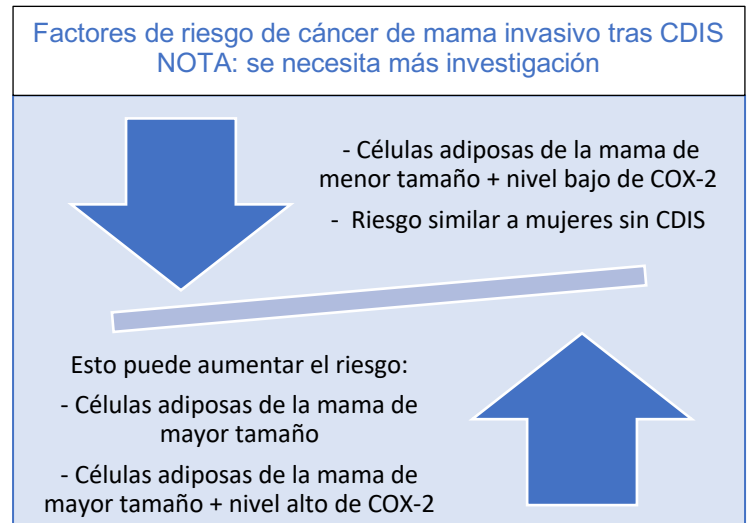 Factores de riesgo de cáncer de mama invasivo tras CDIS
NOTA: se necesita más investigación
- Células adiposas de la mama de
menor tamaño + nivel bajo de COX-2
- Riesgo similar a mujeres sin CDIS
Esto puede aumentar el riesgo:
- Células adiposas de la mama de
mayor tamaño
- Células adiposas de la mama de
mayor tamaño + nivel alto de COX-2